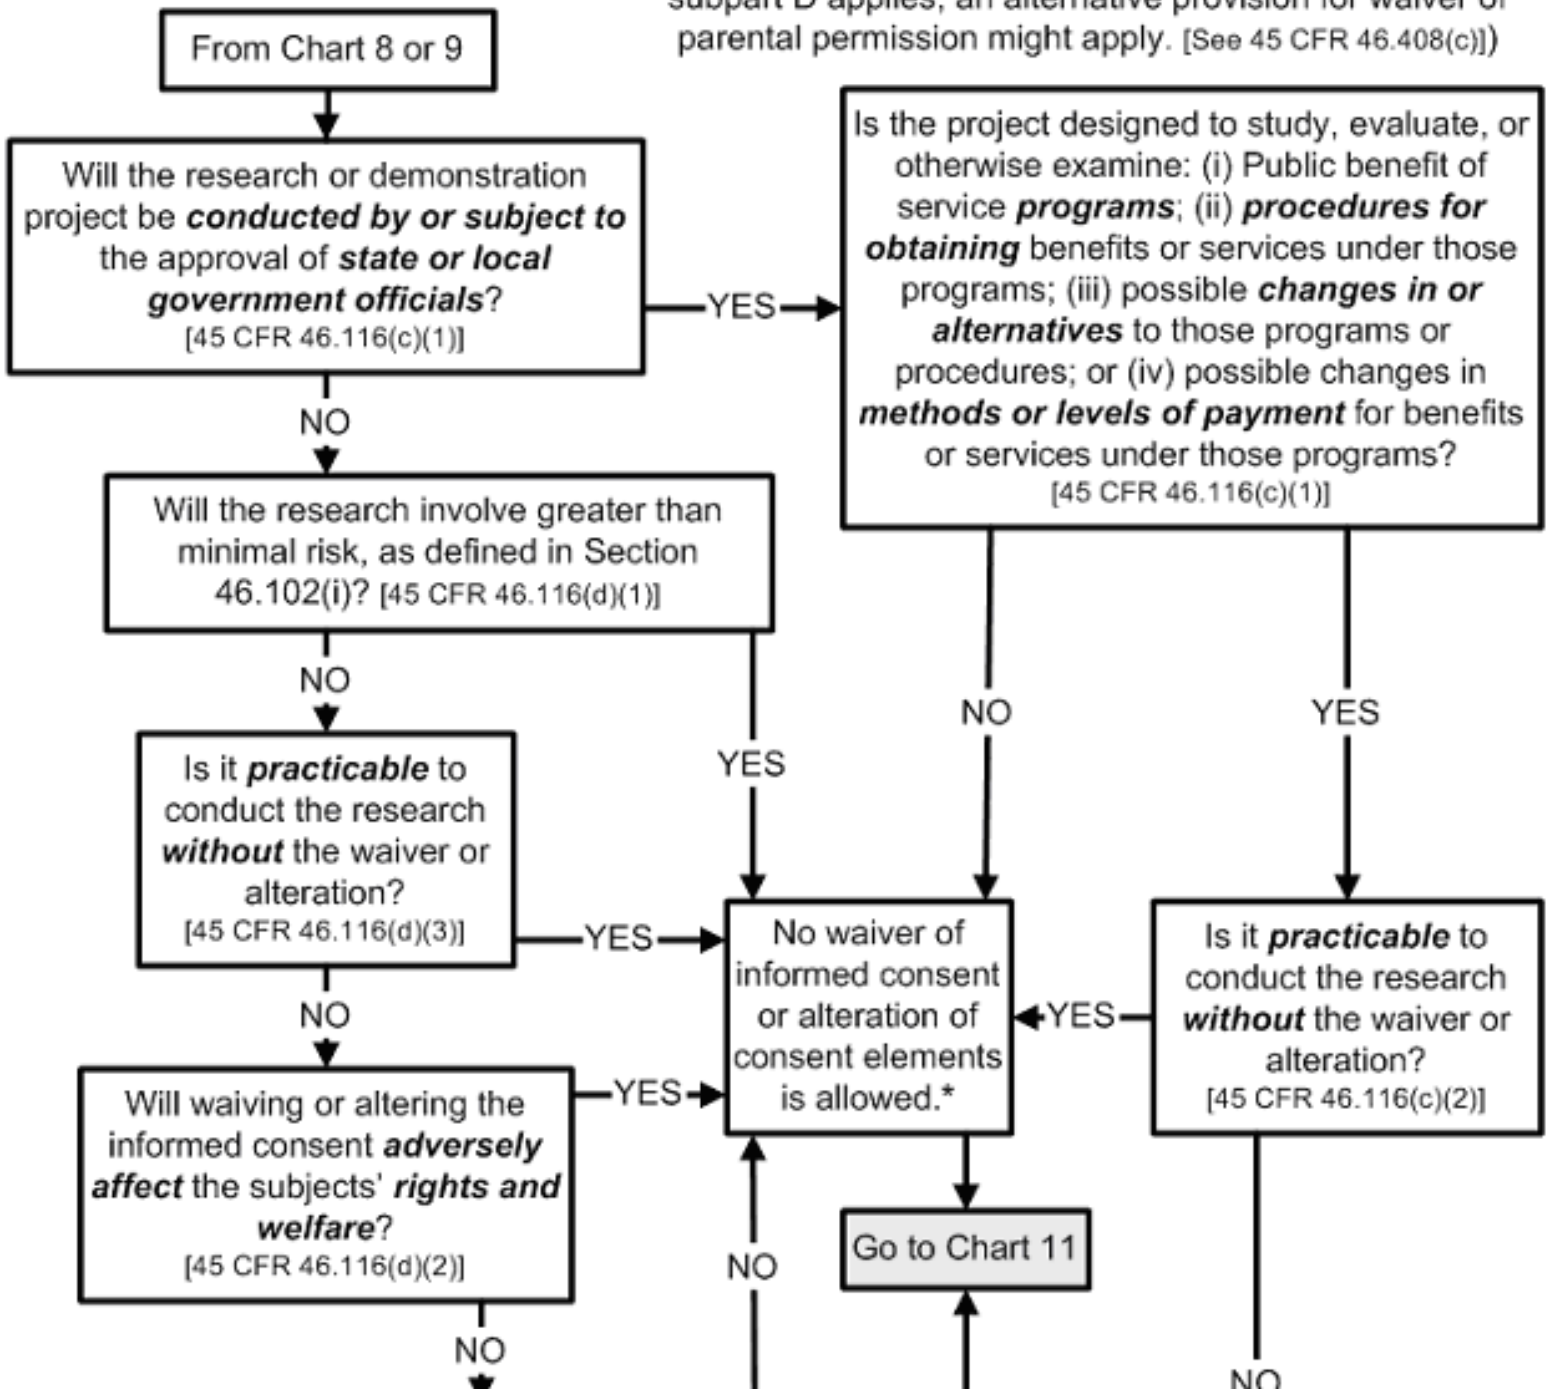 subpart D applies, an alternative provision for waiver of
parental permission might apply. [See 45 CFR 46.408(c)])
From Chart 8 or 9
Will the research or demonstration
project be conducted by or subject to
the approval of state or local
government officials?
[45 CFR 46.116(c)(1)]
YES
Is the project designed to study, evaluate, or
otherwise examine: (i) Public benefit of
service programs; (ii) procedures for
obtaining benefits or services under those
programs; (iii) possible changes in or
alternatives to those programs or
procedures; or (iv) possible changes in
methods or levels of payment for benefits
or services under those programs?
[45 CFR 46.116(c)(1)]
NO
Will the research involve greater than
minimal risk, as defined in Section
46.102(i)? [45 CFR 46.116(d)(1)]
NO
YES
NO
YES
Is it practicable to
conduct the research
without the waiver or
alteration?
[45 CFR 46.116(d)(3)]
YES
No waiver of
informed consent
or alteration of
consent elements
is allowed.*
YES
Is it practicable to
conduct the research
without the waiver or
alteration?
[45 CFR 46.116(c)(2)]
NO
Will waiving or altering the
informed consent adversely
affect the subjects' rights and
welfare?
[45 CFR 46.116(d)(2)]
YES
NO
Go to Chart 11
NO
NO